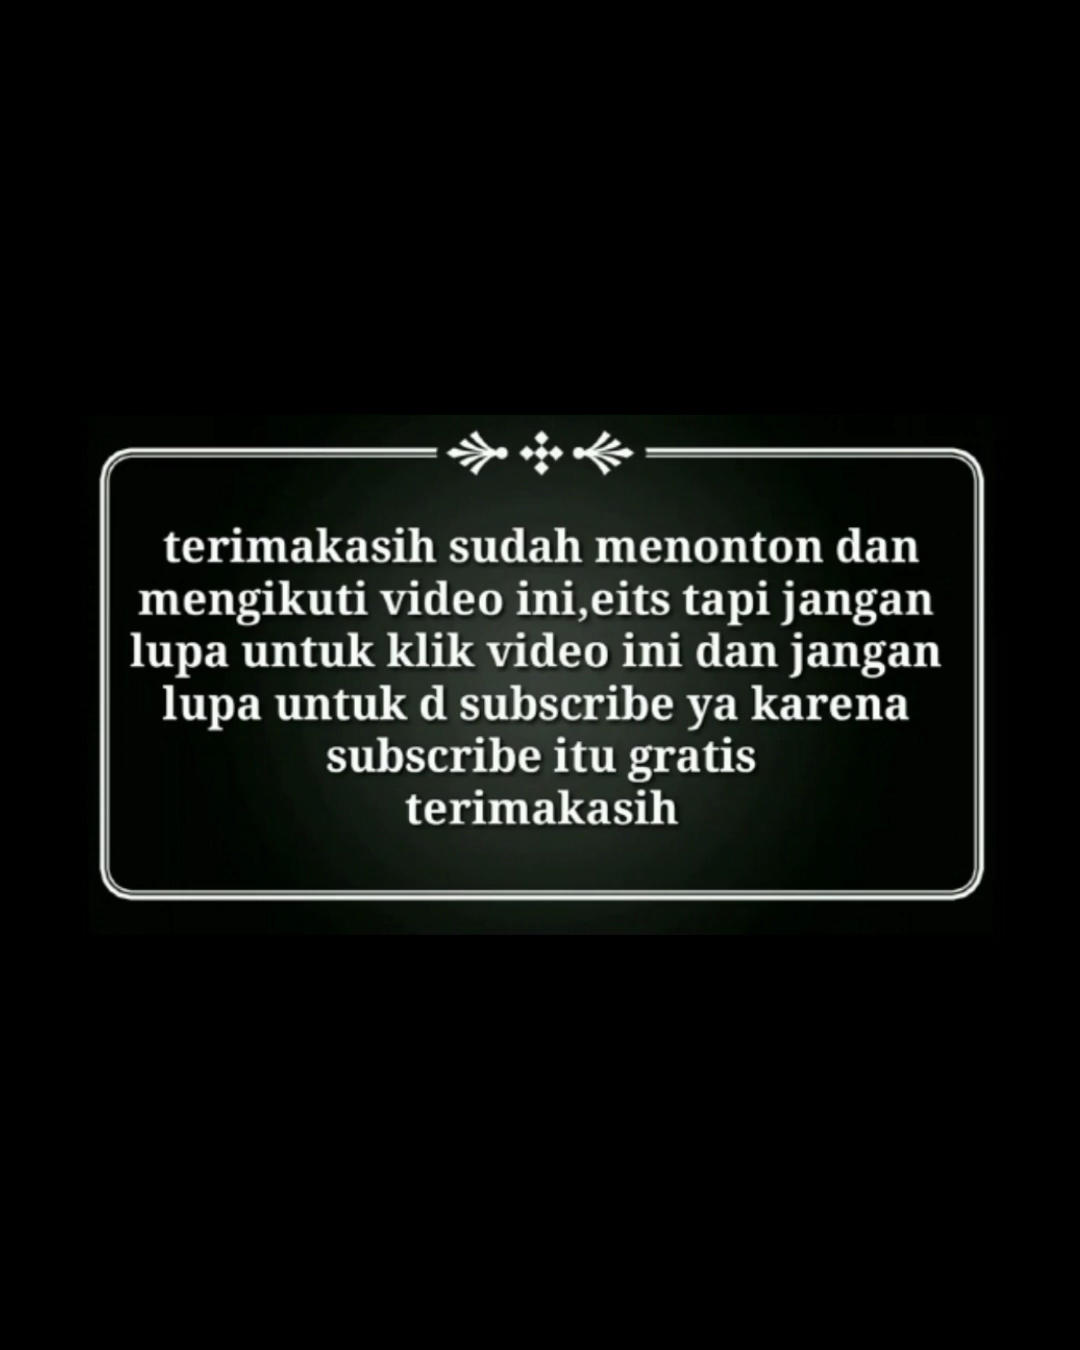 terimakasih sudah menonton dan
mengikuti video ini,eits tapi jangan
lupa untuk klik video ini dan jangan
lupa untuk d subscribe ya karena
subscribe itu gratis
terimakasih